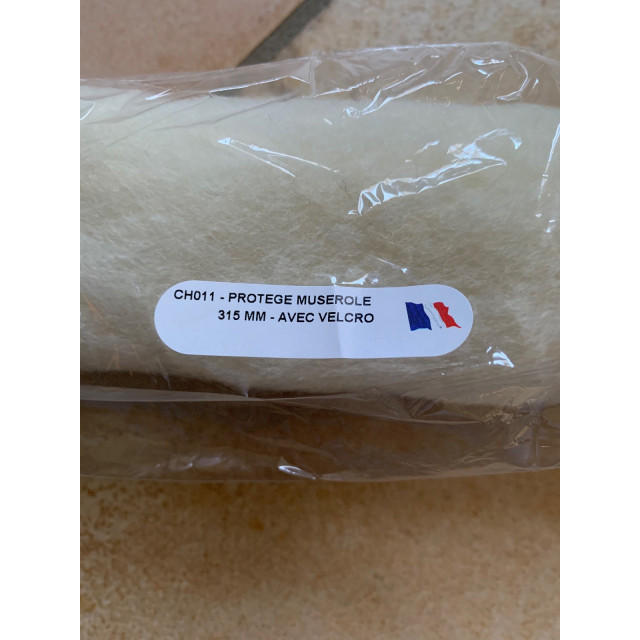 CH011 - PROTEGE MUSEROLE
315 MM - AVEC VELCRO